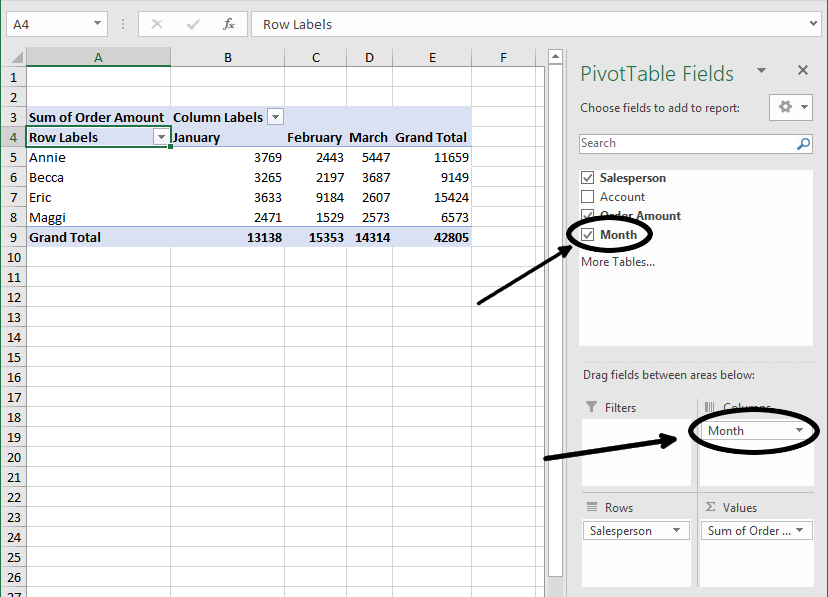 A4 fx Row Labels
A B C D E F
1
2
3 Sum of Order Amount Column Labels
4 Row Labels January February March Grand Total
5 Annie 3769 2443 5447 11659
6 Becca 3265 2197 3687 9149
7 Eric 3633 9184 2607 15424
8 Maggi 2471 1529 2573 6573
9 Grand Total 13138 15353 14314 42805
10
11
12
13
14
15
16
17
18
19
20
21
22
23
24
25
26
27
PivotTable Fields
Choose fields to add to report:
Search
Salesperson
Account
Order Amount
Month
More Tables...
Drag fields between areas below:
Filters
Columns
Month
Rows
Salesperson
Σ Values
Sum of Order ...